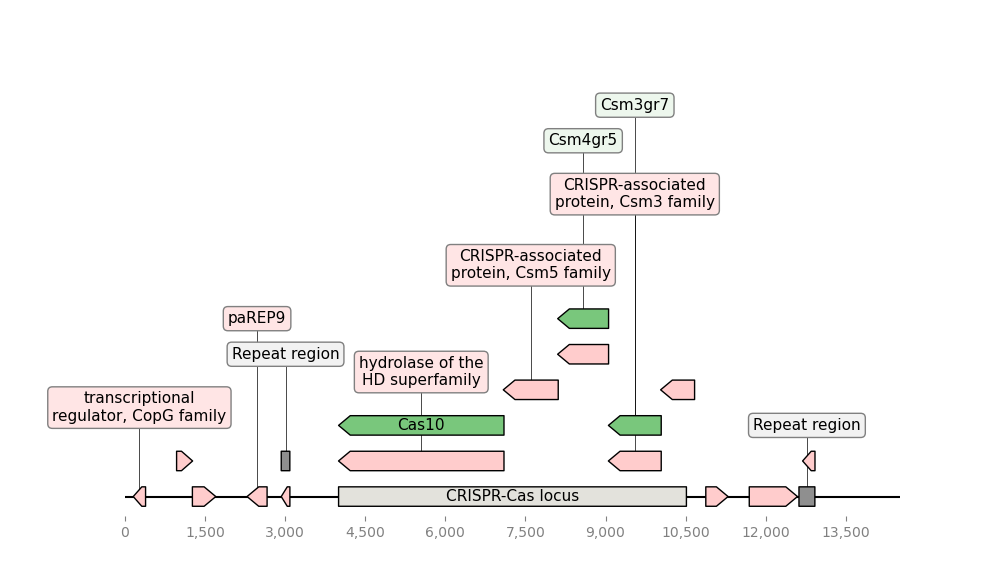 Csm3gr7
Csm4gr5
CRISPR-associated
protein, Csm3 family
CRISPR-associated
protein, Csm5 family
paREP9
Repeat region
hydrolase of the
HD superfamily
transcriptional
regulator, CopG family
Cas10
Repeat region
CRISPR-Cas locus
0 1,500 3,000 4,500 6,000 7,500 9,000 10,500 12,000 13,500